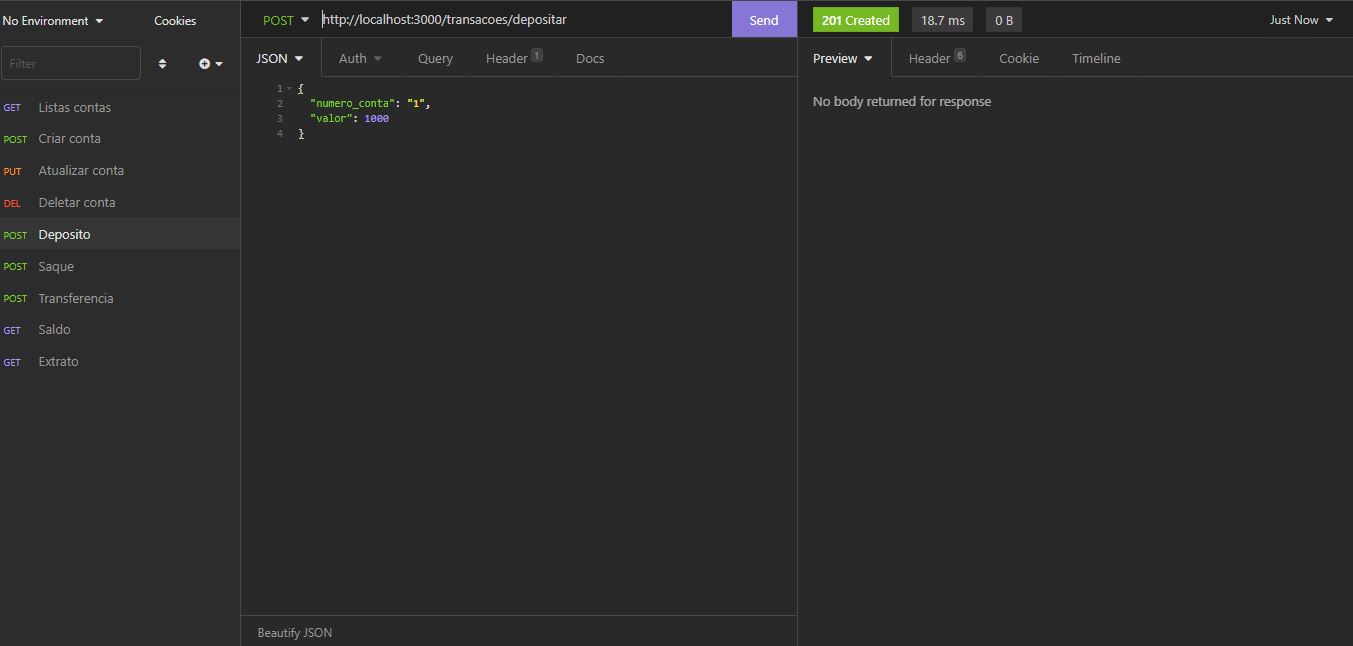 No Environment
Cookies
Filter
GET Listas contas
POST Criar conta
PUT Atualizar conta
DEL Deletar conta
POST Deposito
POST Saque
POST Transferencia
GET Saldo
GET Extrato
POST http://localhost:3000/transacoes/depositar Send
JSON Auth Query Header 1 Docs
1 {
2 "numero_conta": "1",
3 "valor": 1000
4 }
Beautify JSON
201 Created 18.7 ms 0 B Just Now
Preview Header 6 Cookie Timeline
No body returned for response